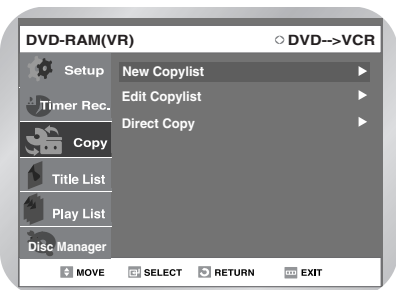 DVD-RAM(VR) DVD-->VCR
Setup
Timer Rec.
Copy
Title List
Play List
Disc Manager
New Copylist
Edit Copylist
Direct Copy
MOVE SELECT RETURN EXIT